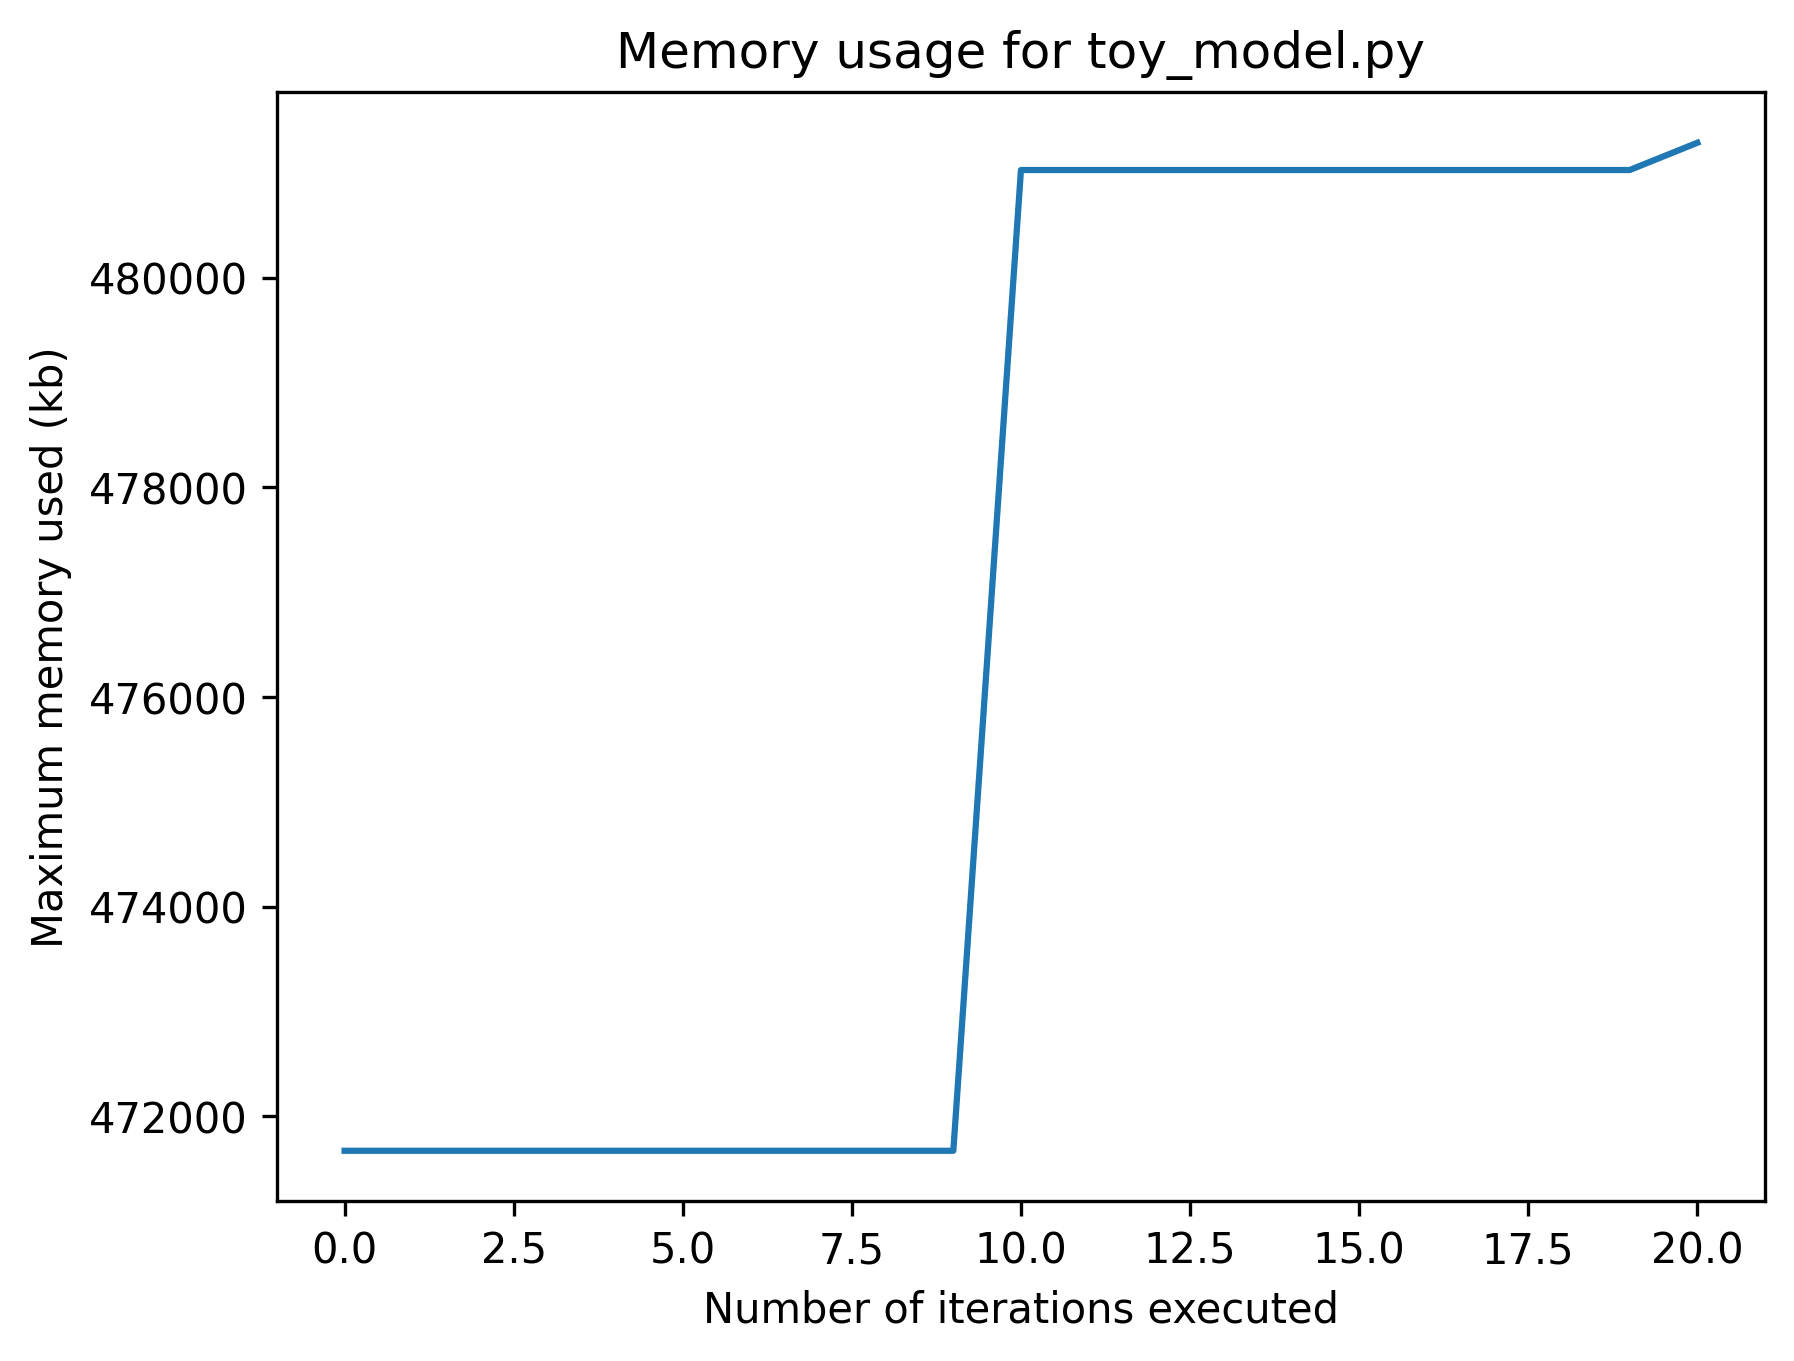 Memory usage for toy_model.py
Maximum memory used (kb)
480000
478000
476000
474000
472000
0.0 2.5 5.0 7.5 10.0 12.5 15.0 17.5 20.0
Number of iterations executed